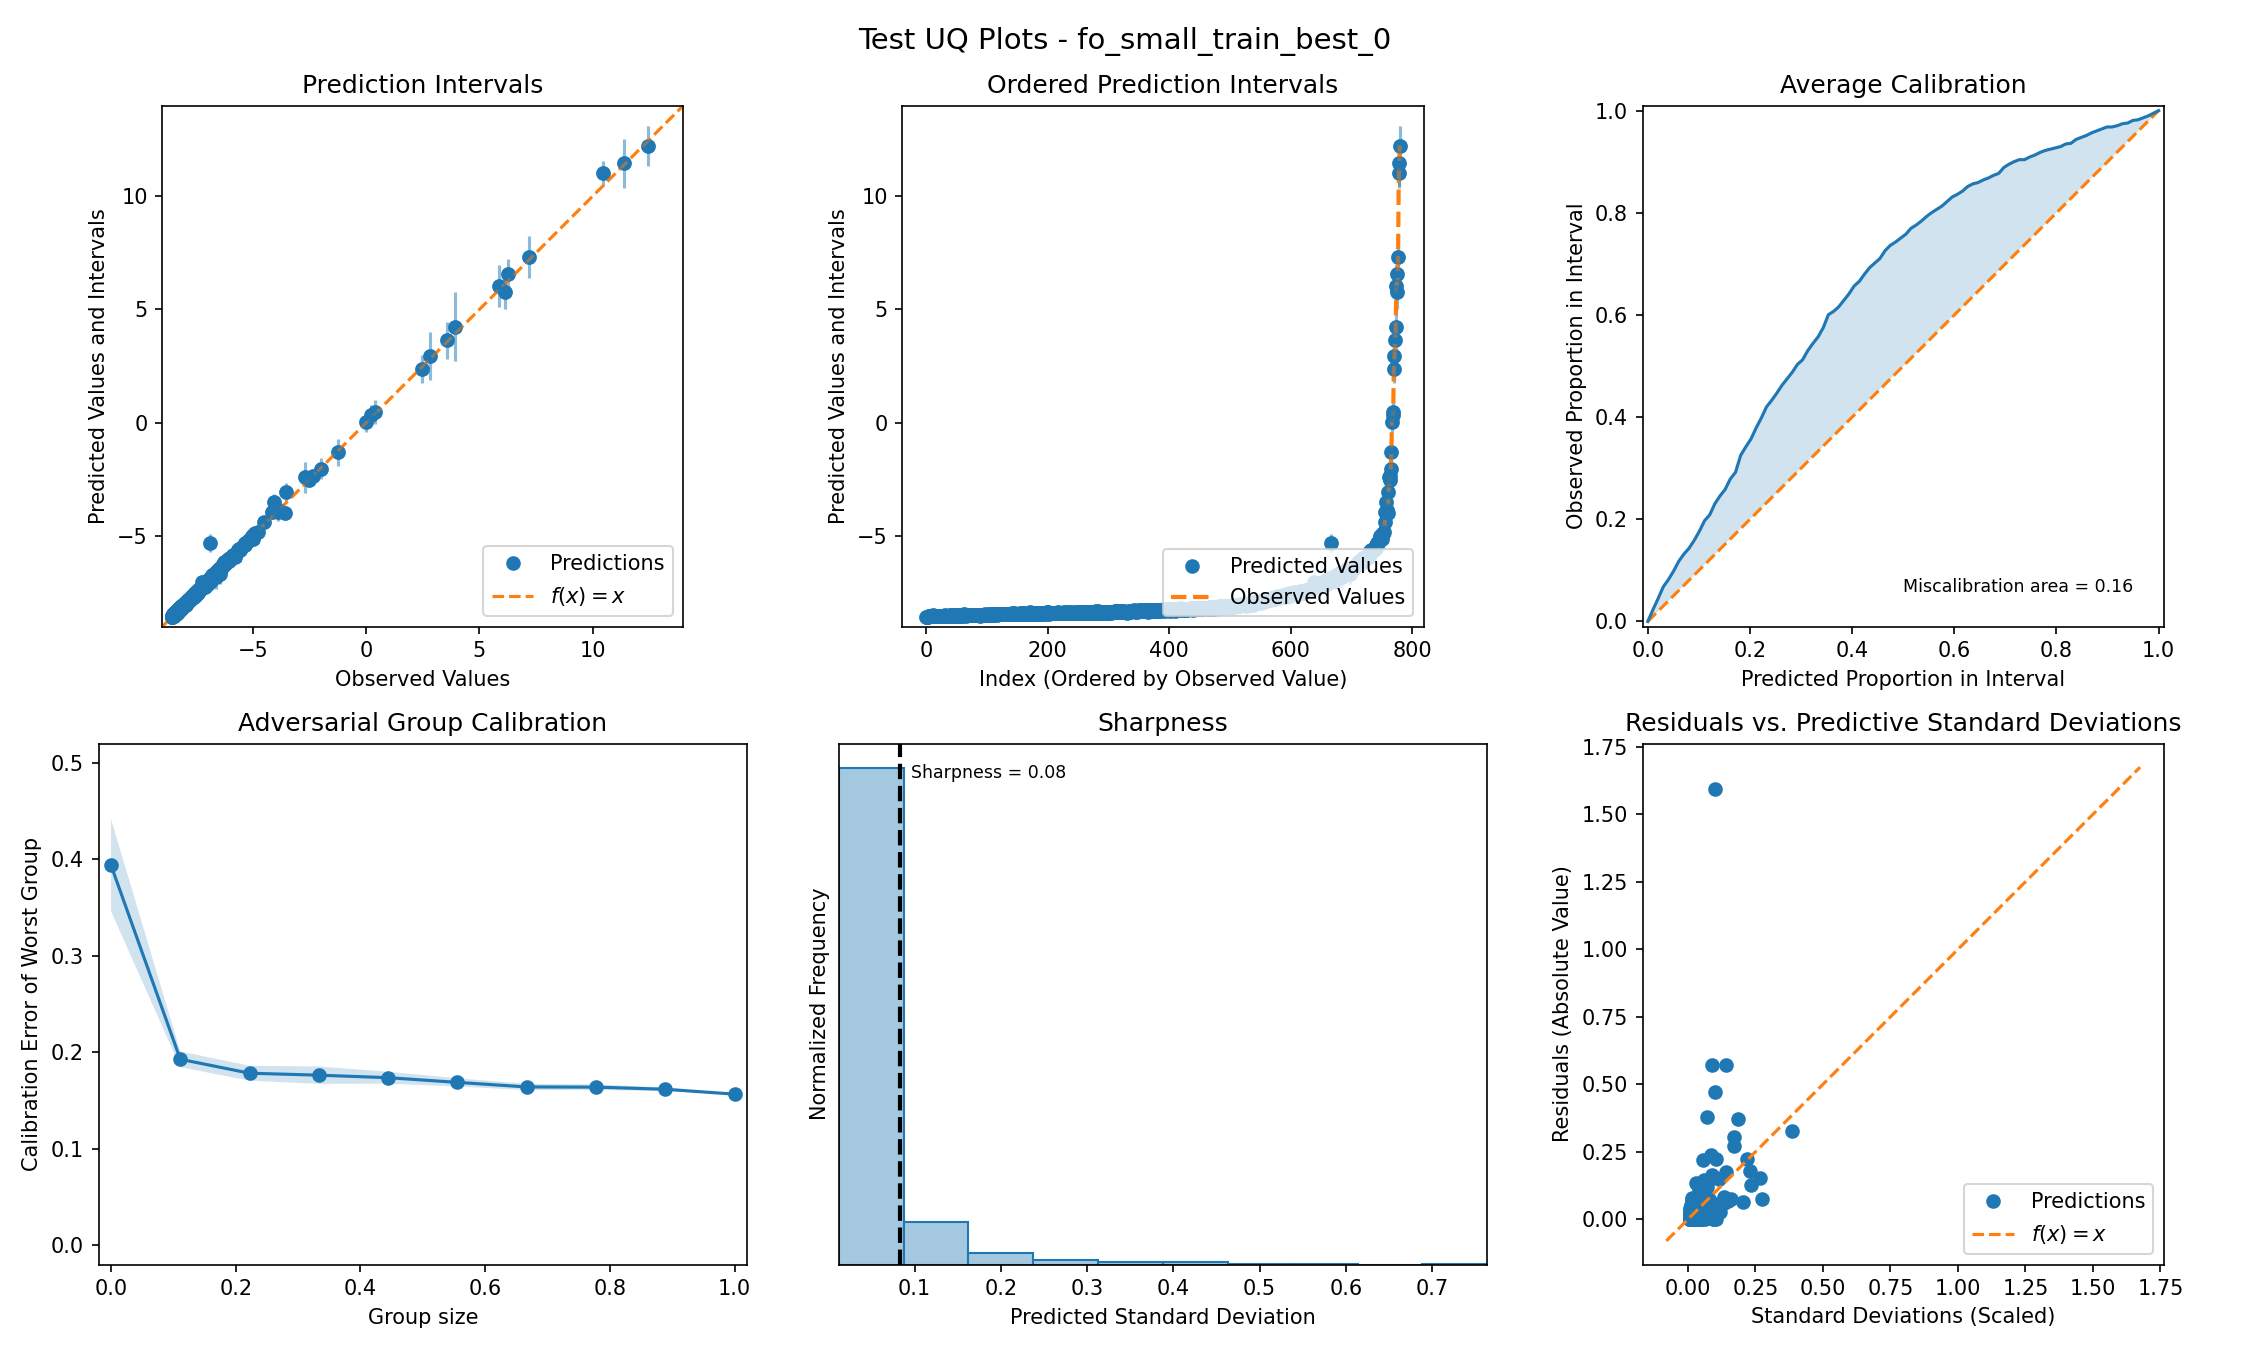 Test UQ Plots - fo_small_train_best_0
Prediction Intervals
Predicted Values and Intervals
10
5
0
−5
−5
0
5
10
Observed Values
Predictions
f(x) = x
Ordered Prediction Intervals
Predicted Values and Intervals
10
5
0
−5
0
200
400
600
800
Index (Ordered by Observed Value)
Predicted Values
Observed Values
Average Calibration
Observed Proportion in Interval
1.0
0.8
0.6
0.4
0.2
0.0
0.0
0.2
0.4
0.6
0.8
1.0
Predicted Proportion in Interval
Miscalibration area = 0.16
Adversarial Group Calibration
Calibration Error of Worst Group
0.5
0.4
0.3
0.2
0.1
0.0
0.0
0.2
0.4
0.6
0.8
1.0
Group size
Sharpness
Normalized Frequency
Sharpness = 0.08
0.1
0.2
0.3
0.4
0.5
0.6
0.7
Predicted Standard Deviation
Residuals vs. Predictive Standard Deviations
Residuals (Absolute Value)
1.75
1.50
1.25
1.00
0.75
0.50
0.25
0.00
0.00
0.25
0.50
0.75
1.00
1.25
1.50
1.75
Standard Deviations (Scaled)
Predictions
f(x) = x